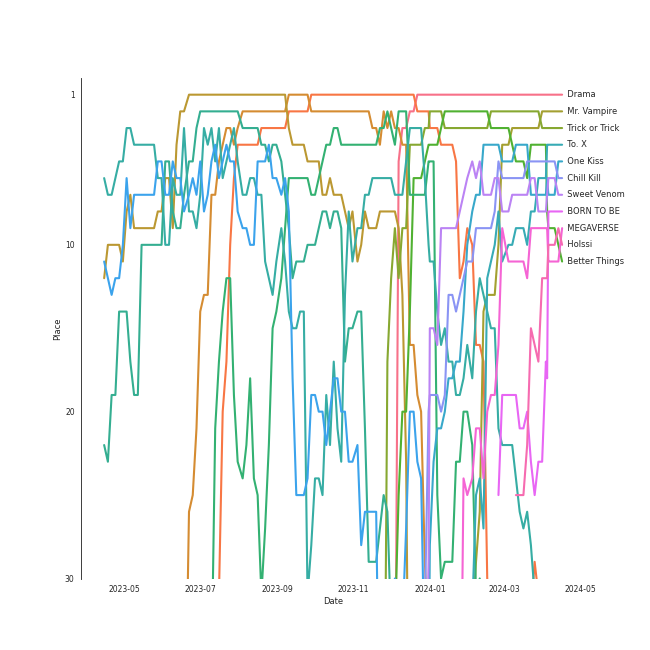 1
10
20
30
Place
2023-05
2023-07
2023-09
2023-11
2024-01
2024-03
2024-05
Date
Drama
Mr. Vampire
Trick or Trick
To. X
One Kiss
Chill Kill
Sweet Venom
BORN TO BE
MEGAVERSE
Holssi
Better Things